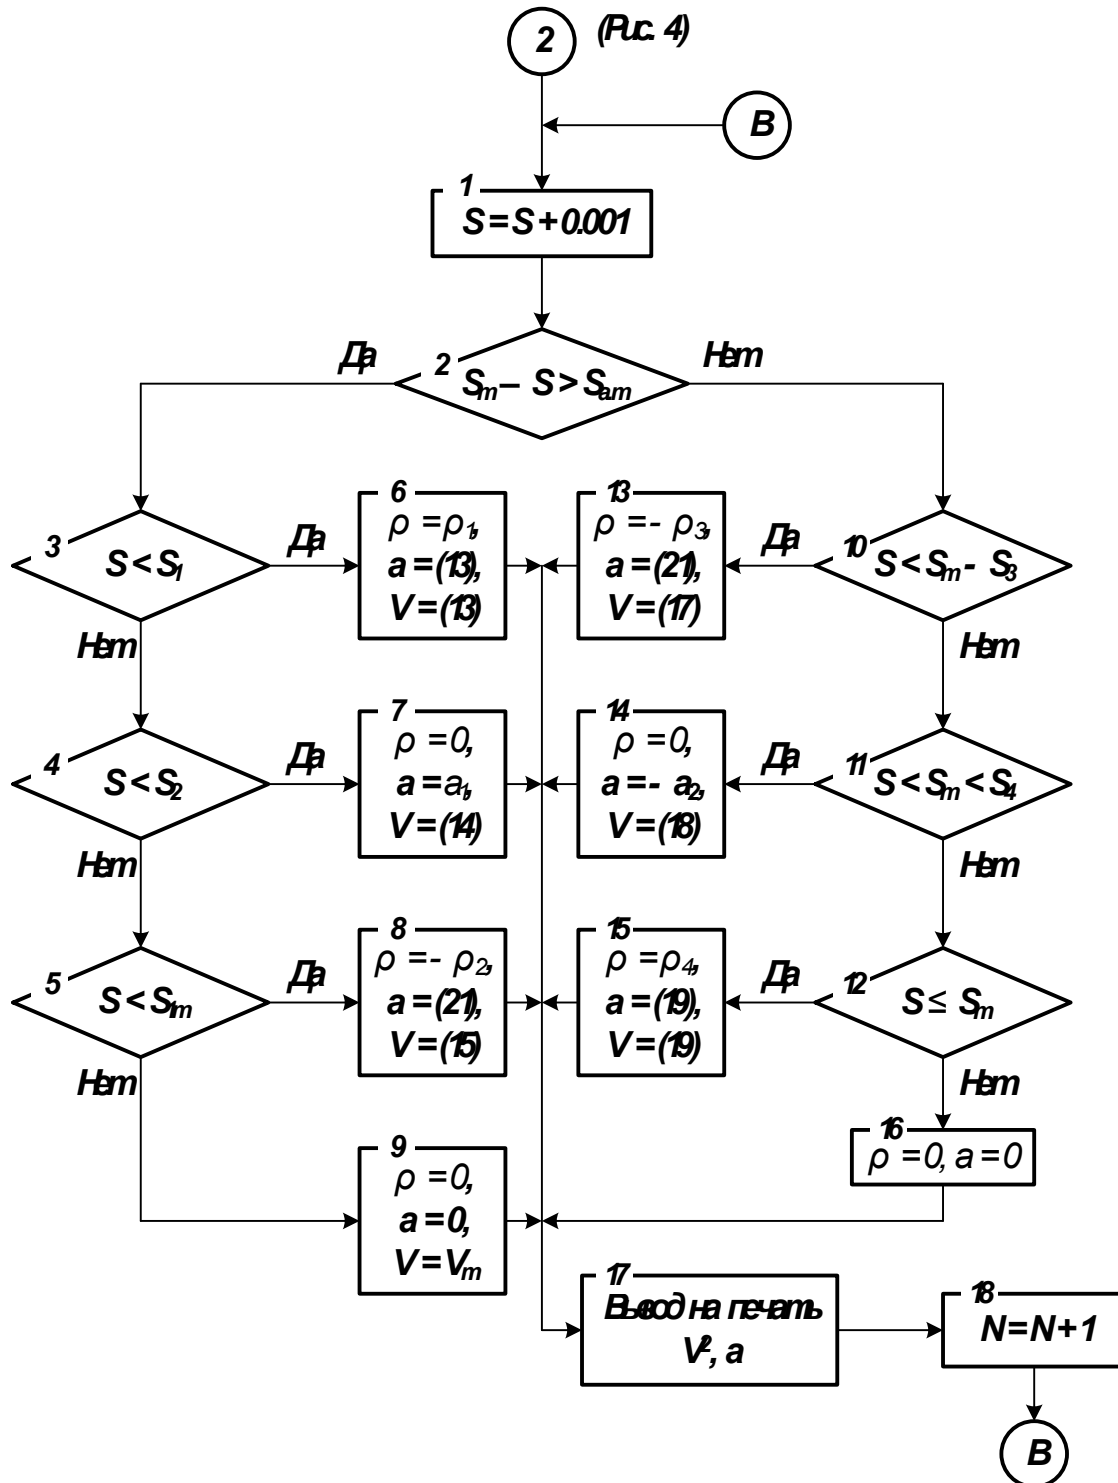 2 (Рис. 4)
B
1
S = S + 0.001
Да
2
Sₘ – S > Sₐₘ
Нет
3
S < S₁
Да
6
ρ = ρ₁,
a = (13),
V = (13)
13
ρ = - ρ₃,
a = (21),
V = (17)
Да
10
S < Sₘ - S₃
Нет
Нет
4
S < S₂
Да
7
ρ = 0,
a = a₁,
V = (14)
14
ρ = 0,
a = - a₂,
V = (18)
Да
11
S < Sₘ < S₄
Нет
Нет
5
S < S₁ₘ
Да
8
ρ = - ρ₂,
a = (21),
V = (15)
15
ρ = ρ₄,
a = (19),
V = (19)
Да
12
S ≤ Sₘ
Нет
Нет
9
ρ = 0,
a = 0,
V = Vₘ
16
ρ = 0, a = 0
17
Вывод на печать
V², a
18
N = N + 1
B